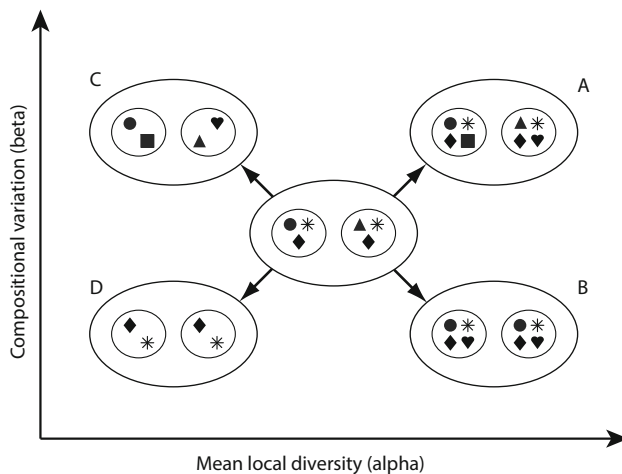 C
A
D
B
Compositional variation (beta)
Mean local diversity (alpha)